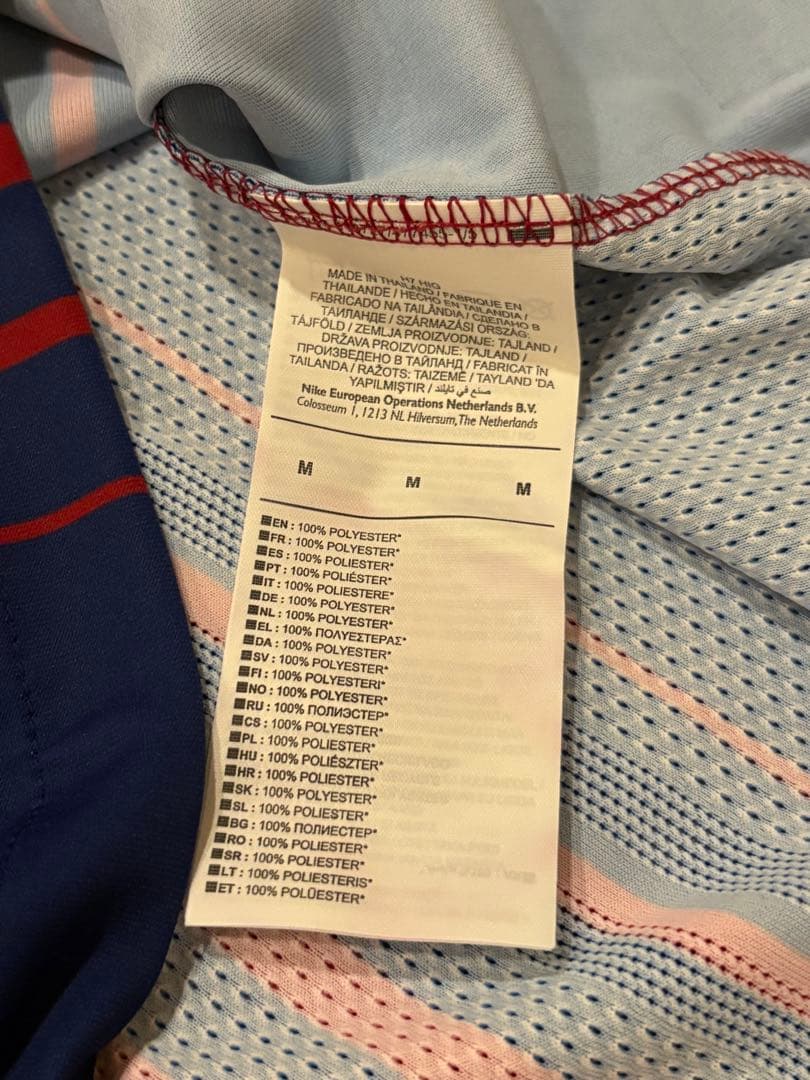 H7 HIG
MADE IN THAILAND / FABRIQUE EN
THAILANDE / HECHO EN TAILANDIA /
FABRICADO NA TAILÂNDIA / СДЕЛАНО В
ТАИЛАНДЕ / SZÁRMAZÁSI ORSZÁG:
TÁJFÖLD / ZEMLJA PROIZVODNJE: TAJLAND /
DRŽAVA PROIZVODNJE: TAJLAND /
ПРОИЗВЕДЕНО В ТАЙЛАНД / FABRICAT ÎN
TAILANDA / RAŽOTS: TAIZEMĒ / TAYLAND 'DA
YAPILMIŞTIR / صنع في تايلند
Nike European Operations Netherlands B.V.
Colosseum 1, 1213 NL Hilversum, The Netherlands
M M M
EN : 100% POLYESTER*
FR : 100% POLYESTER*
ES : 100% POLIÉSTER*
PT : 100% POLIÉSTER*
IT : 100% POLIESTERE*
DE : 100% POLYESTER*
NL : 100% POLYESTER*
EL : 100% ΠΟΛΥΕΣΤΕΡΑΣ*
DA : 100% POLYESTER*
SV : 100% POLYESTER*
FI : 100% POLYESTERI*
NO : 100% POLYESTER*
RU : 100% ПОЛИЭСТЕР*
CS : 100% POLYESTER*
PL : 100% POLIESTER*
HU : 100% POLIÉSZTER*
HR : 100% POLIESTER*
SK : 100% POLYESTER*
SL : 100% POLIESTER*
BG : 100% ПОЛИЕСТЕР*
RO : 100% POLIESTER*
SR : 100% POLIESTER*
LT : 100% POLIESTERIS*
ET : 100% POLÜESTER*